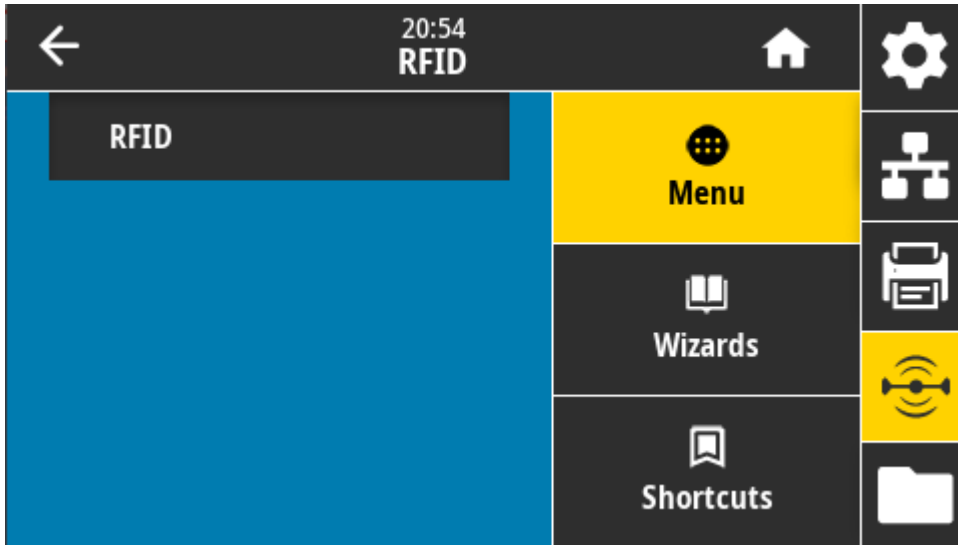 20:54
RFID
RFID
Menu
Wizards
Shortcuts